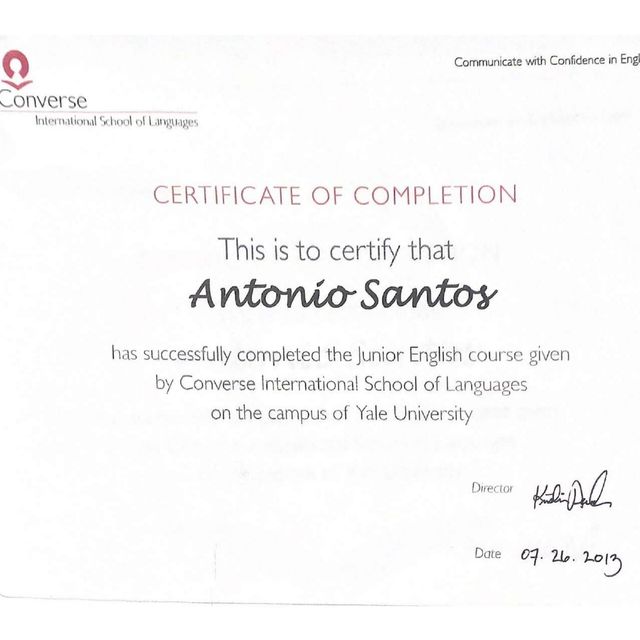 Communicate with Confidence in Engl
Converse
International School of Languages
CERTIFICATE OF COMPLETION
This is to certify that
Antonio Santos
has successfully completed the Junior English course given
by Converse International School of Languages
on the campus of Yale University
Director
Date 07.26.2013